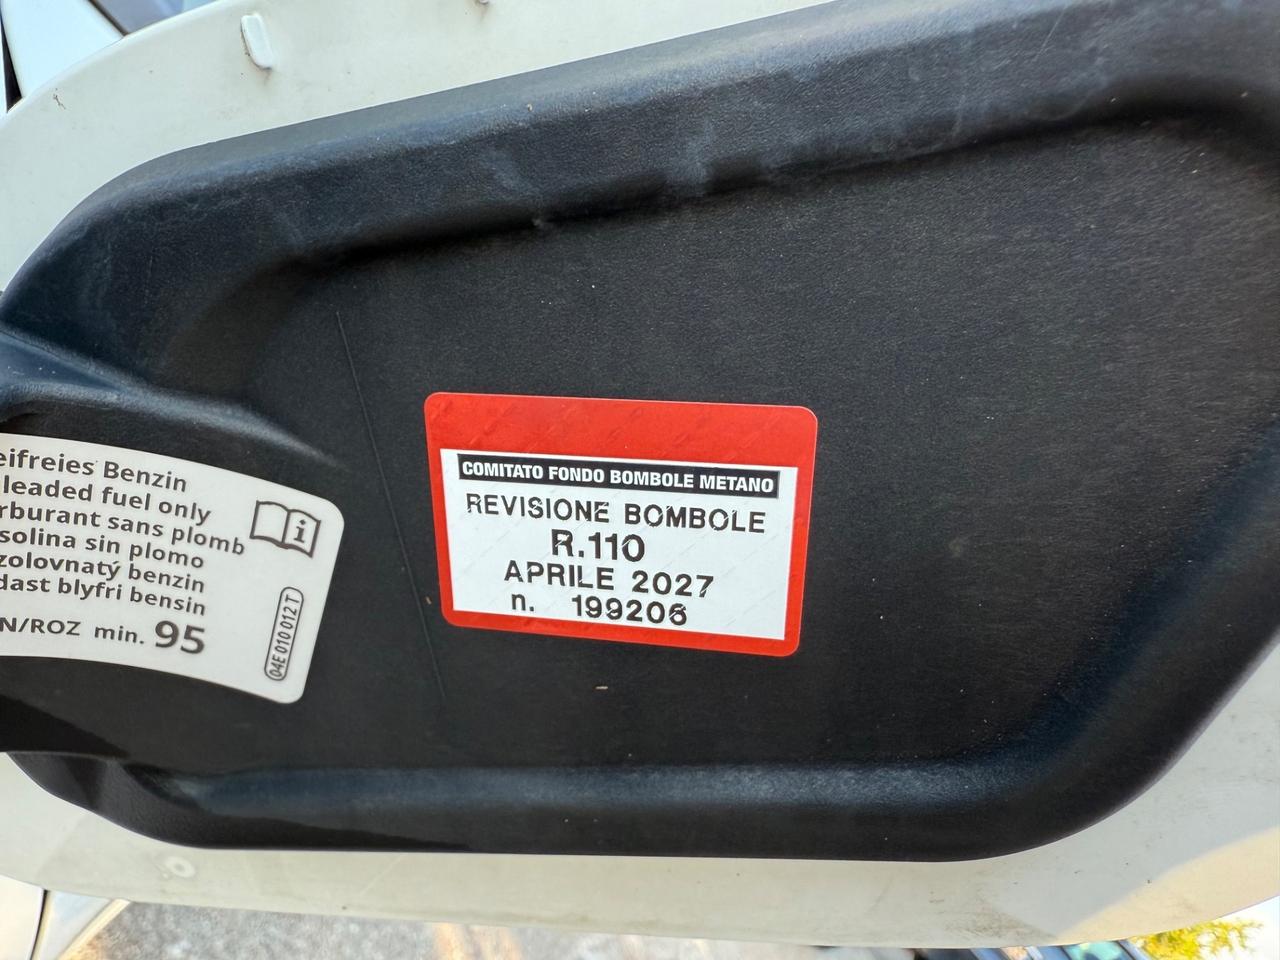 eifreies Benzin
leaded fuel only
rburant sans plomb
solina sin plomo
zolovnatý benzin
dast blyfri bensin
N/ROZ min. 95
04E 010 012 T
COMITATO FONDO BOMBOLE METANO
REVISIONE BOMBOLE
R.110
APRILE 2027
n. 199206